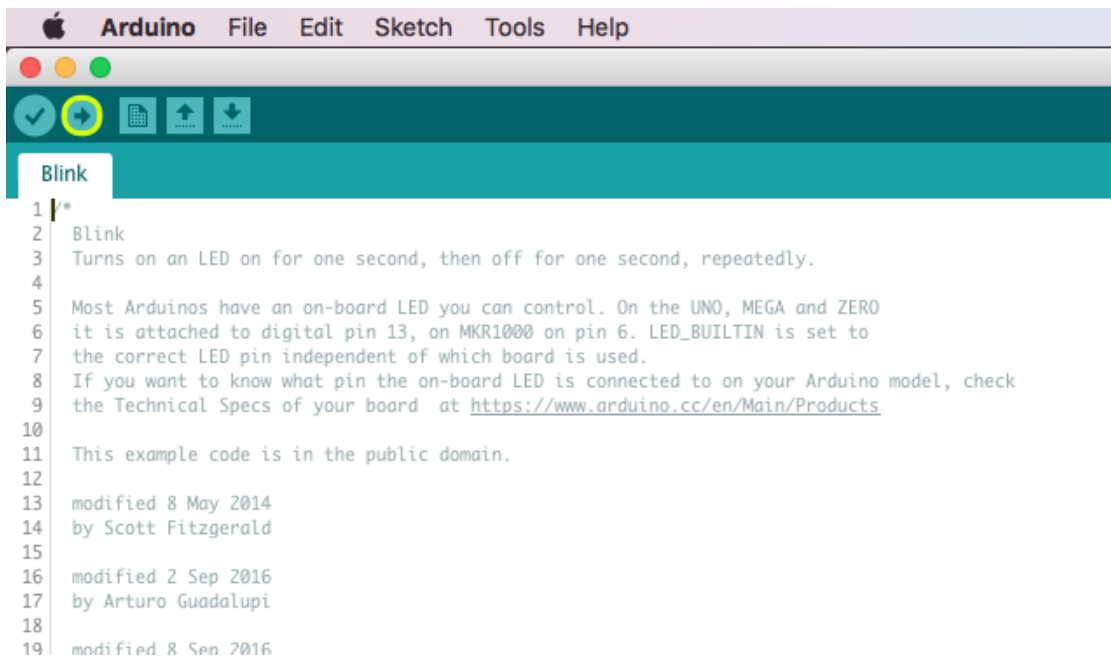 Arduino File Edit Sketch Tools Help
Blink
1 /*
2 Blink
3 Turns on an LED on for one second, then off for one second, repeatedly.
4
5 Most Arduinos have an on-board LED you can control. On the UNO, MEGA and ZERO
6 it is attached to digital pin 13, on MKR1000 on pin 6. LED_BUILTIN is set to
7 the correct LED pin independent of which board is used.
8 If you want to know what pin the on-board LED is connected to on your Arduino model, check
9 the Technical Specs of your board  at https://www.arduino.cc/en/Main/Products
10
11 This example code is in the public domain.
12
13 modified 8 May 2014
14 by Scott Fitzgerald
15
16 modified 2 Sep 2016
17 by Arturo Guadalupi
18
19 modified 8 Sep 2016